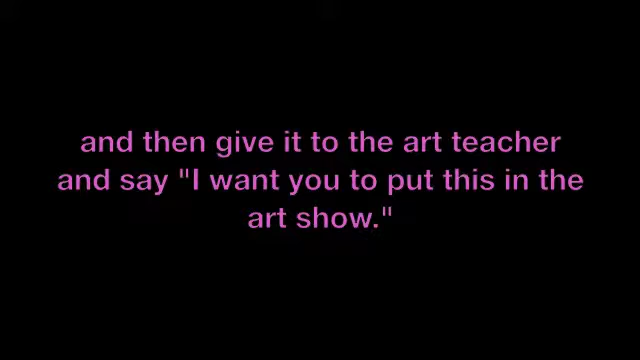 and then give it to the art teacher
and say "I want you to put this in the
art show."